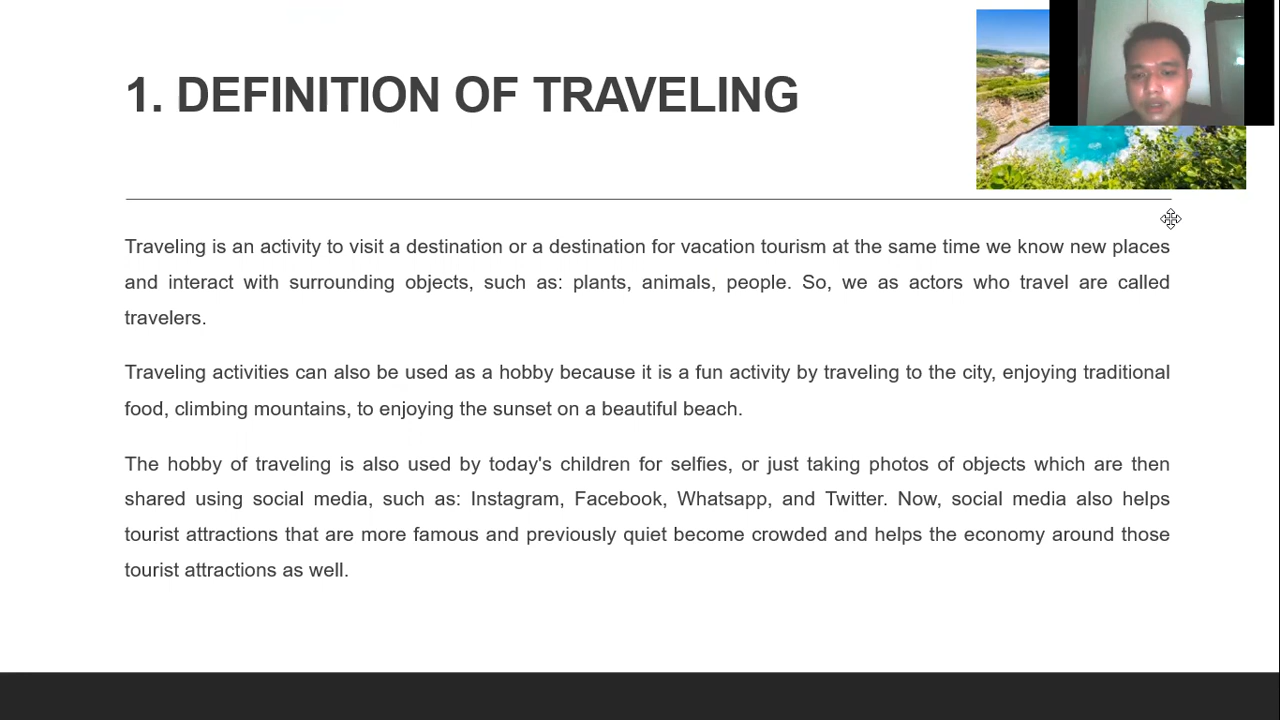 1. DEFINITION OF TRAVELING
Traveling is an activity to visit a destination or a destination for vacation tourism at the same time we know new places
and interact with surrounding objects, such as: plants, animals, people. So, we as actors who travel are called
travelers.
Traveling activities can also be used as a hobby because it is a fun activity by traveling to the city, enjoying traditional
food, climbing mountains, to enjoying the sunset on a beautiful beach.
The hobby of traveling is also used by today's children for selfies, or just taking photos of objects which are then
shared using social media, such as: Instagram, Facebook, Whatsapp, and Twitter. Now, social media also helps
tourist attractions that are more famous and previously quiet become crowded and helps the economy around those
tourist attractions as well.